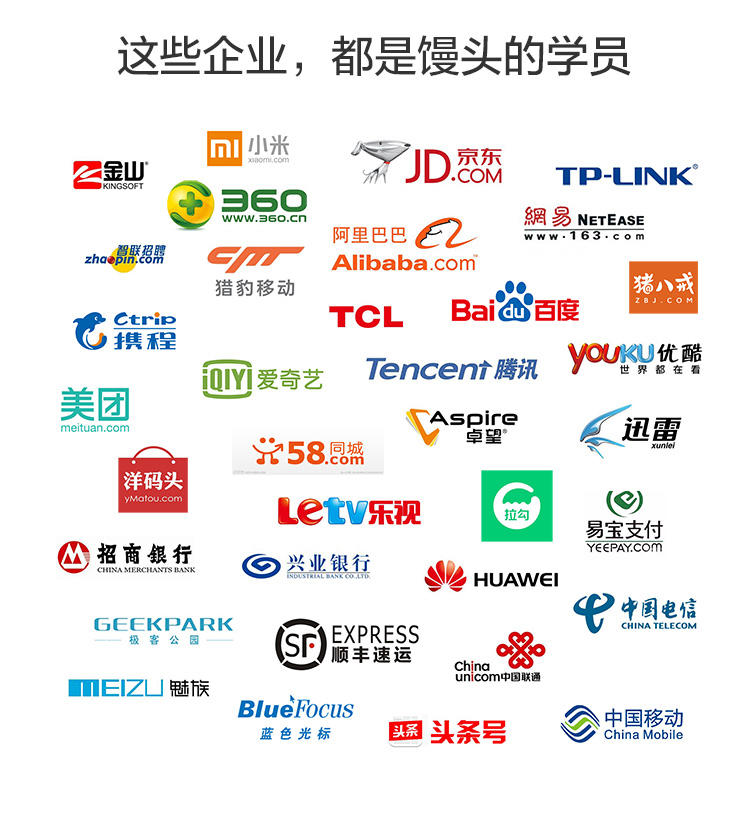 这些企业，都是馒头的学员
金山®
KINGSOFT
mi 小米
xiaomi.com
JD.京东
.COM
TP-LINK®
360
www.360.cn
網易 NETEASE
www.163.com
智联招聘
zhaopin.com
CM
猎豹移动
阿里巴巴
Alibaba.com™
猪八戒
ZBJ.COM
Ctrip
携程
TCL
Bai du 百度
iQIYI 爱奇艺
Tencent 腾讯
YOUKU 优酷
世界都在看
美团
meituan.com
Aspire
卓望®
迅雷
xunlei
58 同城
.com
洋码头
yMatou.com
Letv乐视
拉勾
易宝支付
YEEPAY.COM
招商银行
CHINA MERCHANTS BANK
兴业银行
INDUSTRIAL BANK CO.,LTD.
HUAWEI
中国电信
CHINA TELECOM
GEEKPARK
极客公园
SF EXPRESS
顺丰速运
China
unicom中国联通
MEIZU 魅族
BlueFocus
蓝色光标
头条 头条号
中国移动
China Mobile